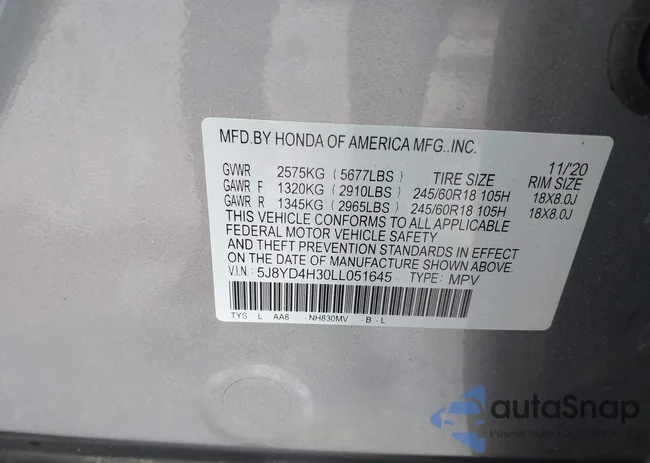 MFD.BY HONDA OF AMERICA MFG.,INC.
11/'20
GVWR 2575KG (5677LBS) TIRE SIZE RIM SIZE
GAWR F 1320KG (2910LBS) 245/60R18 105H 18X8.0J
GAWR R 1345KG (2965LBS) 245/60R18 105H 18X8.0J
THIS VEHICLE CONFORMS TO ALL APPLICABLE
FEDERAL MOTOR VEHICLE SAFETY
AND THEFT PREVENTION STANDARDS IN EFFECT
ON THE DATE OF MANUFACTURE SHOWN ABOVE.
V.I.N: 5J8YD4H30LL051645 TYPE: MPV
TYS L AA8 -NH830MV -B - L
autoSnap
Pewne auto z